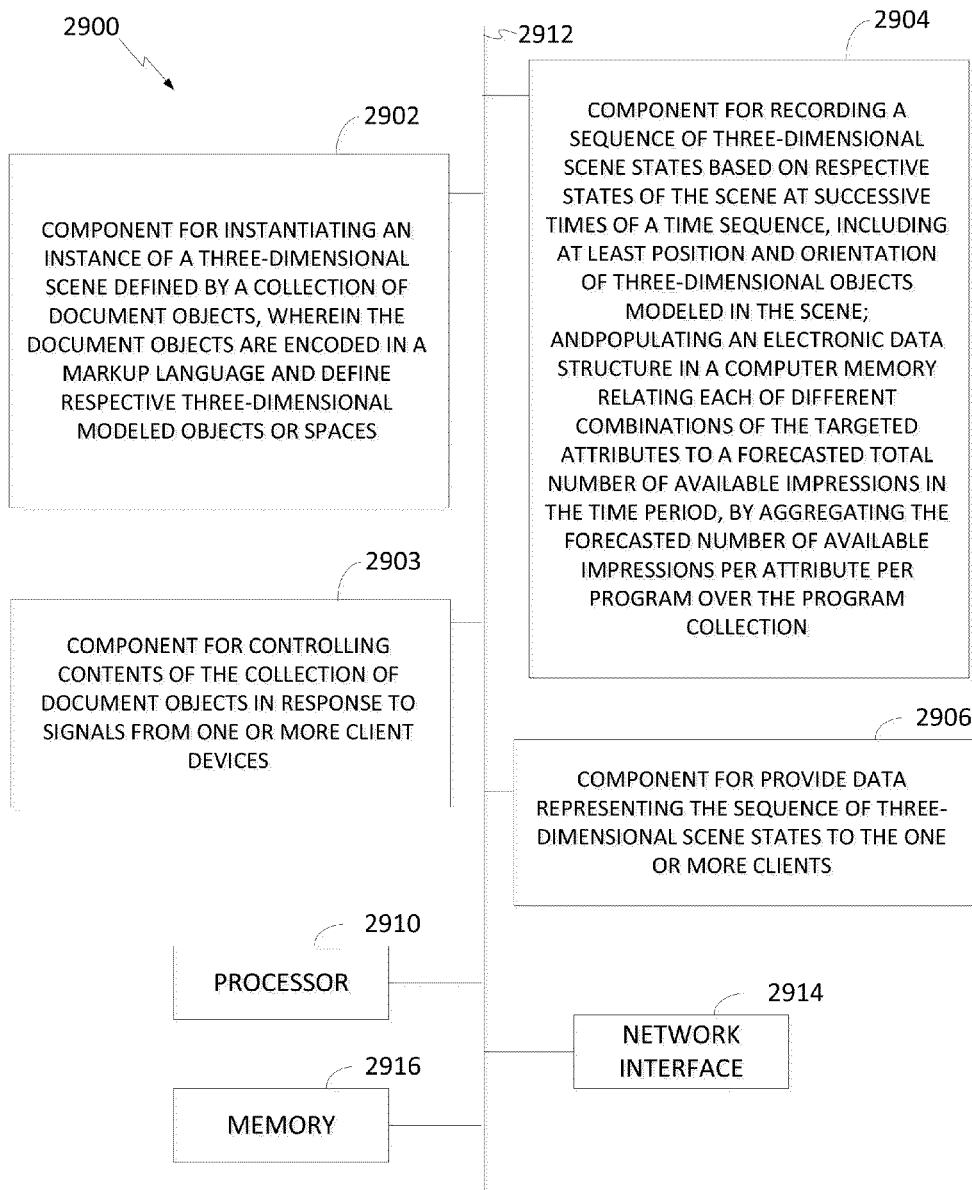 2900
2912
2904
2902
COMPONENT FOR INSTANTIATING AN
INSTANCE OF A THREE-DIMENSIONAL
SCENE DEFINED BY A COLLECTION OF
DOCUMENT OBJECTS, WHEREIN THE
DOCUMENT OBJECTS ARE ENCODED IN A
MARKUP LANGUAGE AND DEFINE
RESPECTIVE THREE-DIMENSIONAL
MODELED OBJECTS OR SPACES
COMPONENT FOR RECORDING A
SEQUENCE OF THREE-DIMENSIONAL
SCENE STATES BASED ON RESPECTIVE
STATES OF THE SCENE AT SUCCESSIVE
TIMES OF A TIME SEQUENCE, INCLUDING
AT LEAST POSITION AND ORIENTATION
OF THREE-DIMENSIONAL OBJECTS
MODELED IN THE SCENE;
ANDPOPULATING AN ELECTRONIC DATA
STRUCTURE IN A COMPUTER MEMORY
RELATING EACH OF DIFFERENT
COMBINATIONS OF THE TARGETED
ATTRIBUTES TO A FORECASTED TOTAL
NUMBER OF AVAILABLE IMPRESSIONS IN
THE TIME PERIOD, BY AGGREGATING THE
FORECASTED NUMBER OF AVAILABLE
IMPRESSIONS PER ATTRIBUTE PER
PROGRAM OVER THE PROGRAM
COLLECTION
2903
COMPONENT FOR CONTROLLING
CONTENTS OF THE COLLECTION OF
DOCUMENT OBJECTS IN RESPONSE TO
SIGNALS FROM ONE OR MORE CLIENT
DEVICES
2906
COMPONENT FOR PROVIDE DATA
REPRESENTING THE SEQUENCE OF THREE-
DIMENSIONAL SCENE STATES TO THE ONE
OR MORE CLIENTS
2910
PROCESSOR
2914
NETWORK
INTERFACE
2916
MEMORY